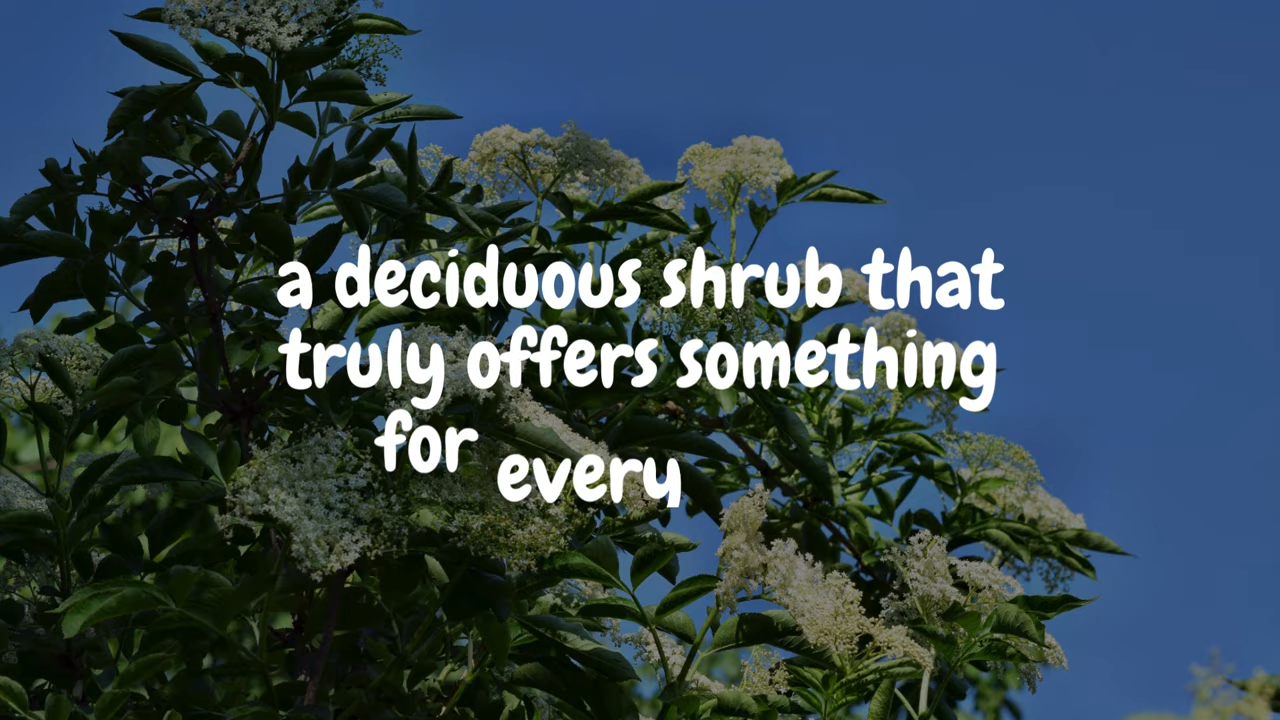 a deciduous shrub that
truly offers something
for every